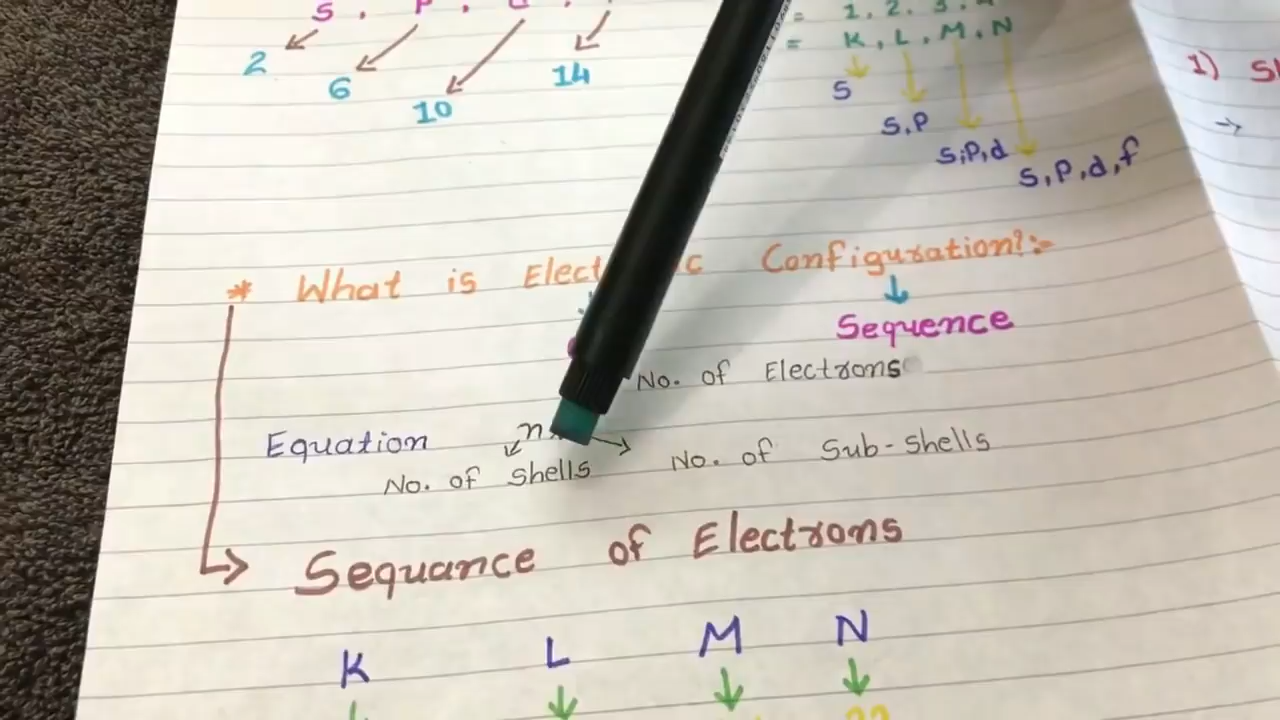 S, P,
= 1, 2, 3, 4
= K, L, M, N
2 6 10 14
S
S,P
S,P,d
S,P,d,f
1)
→
* What is Configuration?:-
Sequence
No. of Electrons
Equation n
No. of Shells No. of Sub-shells
Sequance of Electrons
K L M N